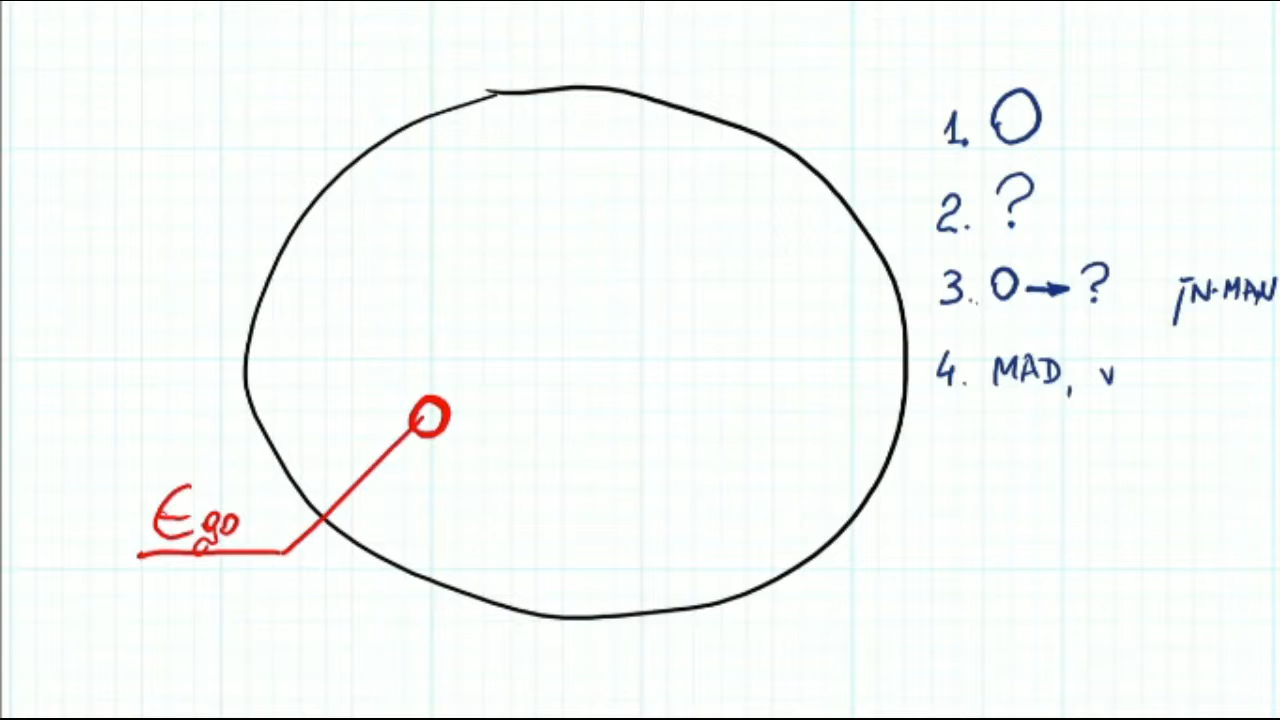 1. O
2. ?
3. O → ?
4. MAD, v
Ego